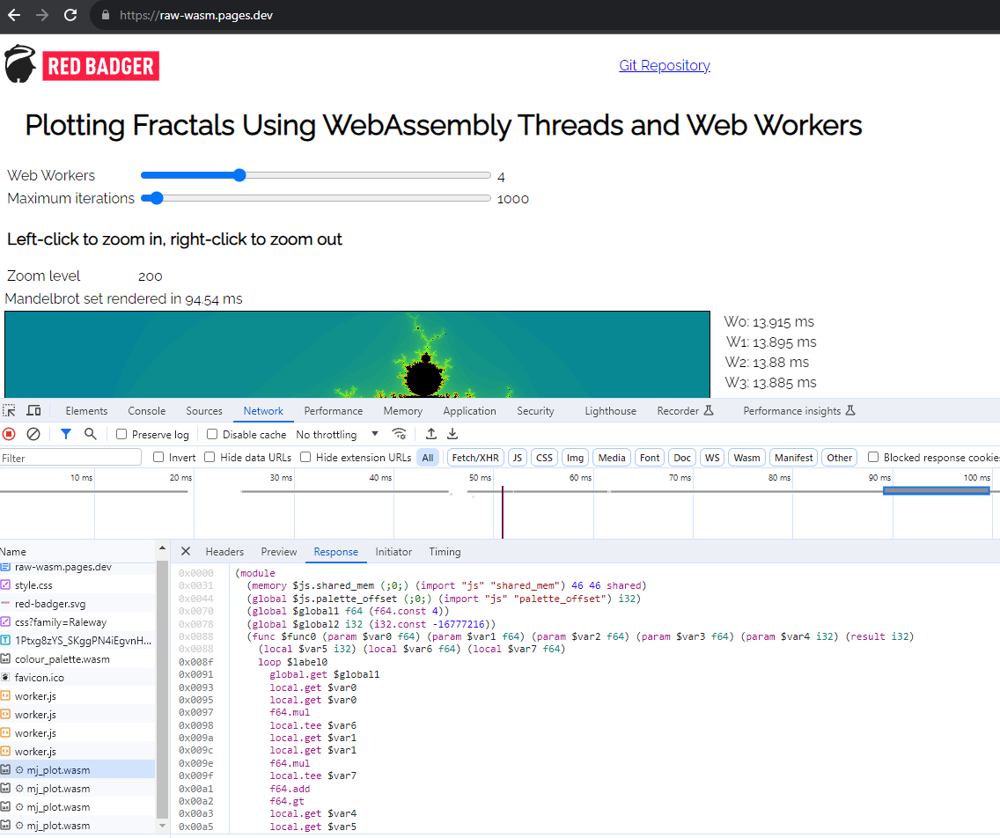 https://raw-wasm.pages.dev
RED BADGER
Git Repository
Plotting Fractals Using WebAssembly Threads and Web Workers
Web Workers 4
Maximum iterations 1000
Left-click to zoom in, right-click to zoom out
Zoom level 200
Mandelbrot set rendered in 94.54 ms
W0: 13.915 ms
W1: 13.895 ms
W2: 13.88 ms
W3: 13.885 ms
Elements Console Sources Network Performance Memory Application Security Lighthouse Recorder Performance insights
Preserve log Disable cache No throttling
Filter Invert Hide data URLs Hide extension URLs All Fetch/XHR JS CSS Img Media Font Doc WS Wasm Manifest Other Blocked response cookies
10 ms 20 ms 30 ms 40 ms 50 ms 60 ms 70 ms 80 ms 90 ms 100 ms
Name
raw-wasm.pages.dev
style.css
red-badger.svg
css?family=Raleway
1Ptxg8zYS_SKggPN4iEgvnH...
colour_palette.wasm
favicon.ico
worker.js
worker.js
worker.js
worker.js
mj_plot.wasm
mj_plot.wasm
mj_plot.wasm
mj_plot.wasm
Headers Preview Response Initiator Timing
0x0000 (module
0x0031 (memory $js.shared_mem (;0;) (import "js" "shared_mem") 46 46 shared)
0x0044 (global $js.palette_offset (;0;) (import "js" "palette_offset") i32)
0x0070 (global $global1 f64 (f64.const 4))
0x0078 (global $global2 i32 (i32.const -16777216))
0x0088 (func $func0 (param $var0 f64) (param $var1 f64) (param $var2 f64) (param $var3 f64) (param $var4 i32) (result i32)
0x0088 (local $var5 i32) (local $var6 f64) (local $var7 f64)
0x008f loop $label0
0x0091 global.get $global1
0x0093 local.get $var0
0x0095 local.get $var0
0x0097 f64.mul
0x0098 local.tee $var6
0x009a local.get $var1
0x009c local.get $var1
0x009e f64.mul
0x009f local.tee $var7
0x00a1 f64.add
0x00a2 f64.gt
0x00a3 local.get $var4
0x00a5 local.get $var5